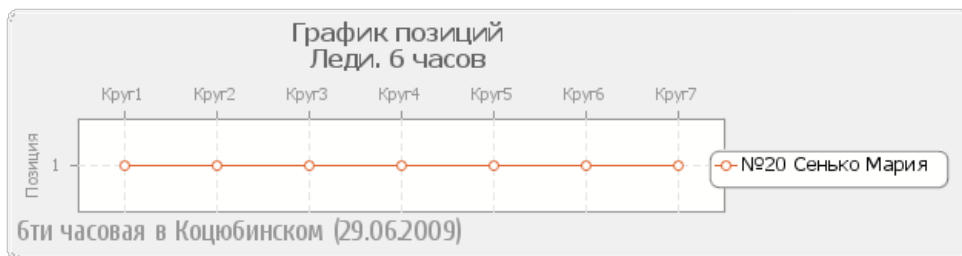 График позиций
Леди. 6 часов
Круг1 Круг2 Круг3 Круг4 Круг5 Круг6 Круг7
Позиция
1
№20 Сенько Мария
6ти часовая в Коцюбинском (29.06.2009)